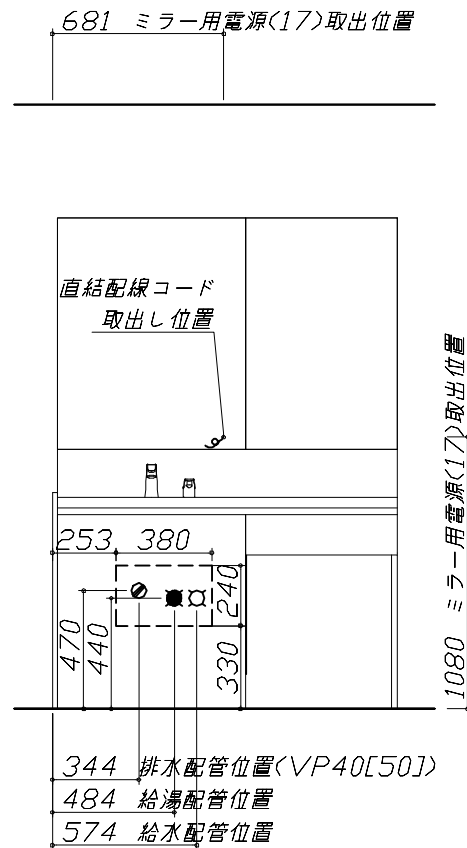 681 ミラー用電源(17)取出位置
直結配線コード
取出し位置
1080 ミラー用電源(17)取出位置
253 380
240
470
440
330
344 排水配管位置(VP40[50])
484 給湯配管位置
574 給水配管位置